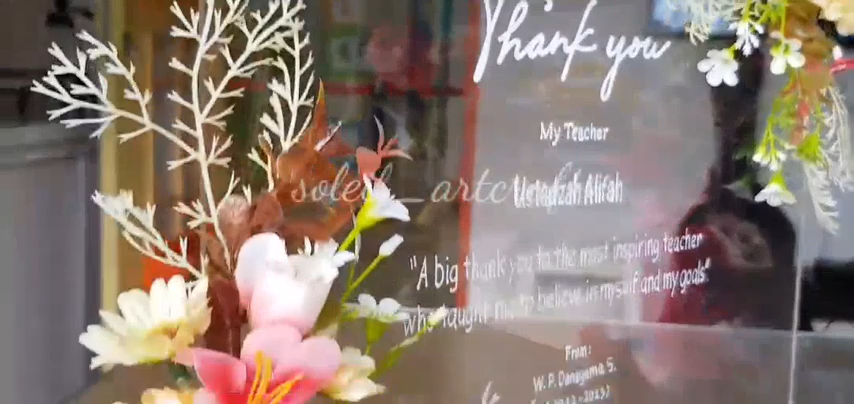 Thank you
My Teacher
Ustadzah Alifah
"A big thank you to the most inspiring teacher
who taught me to believe in myself and my goals"
From:
W. P. Danayama. S.